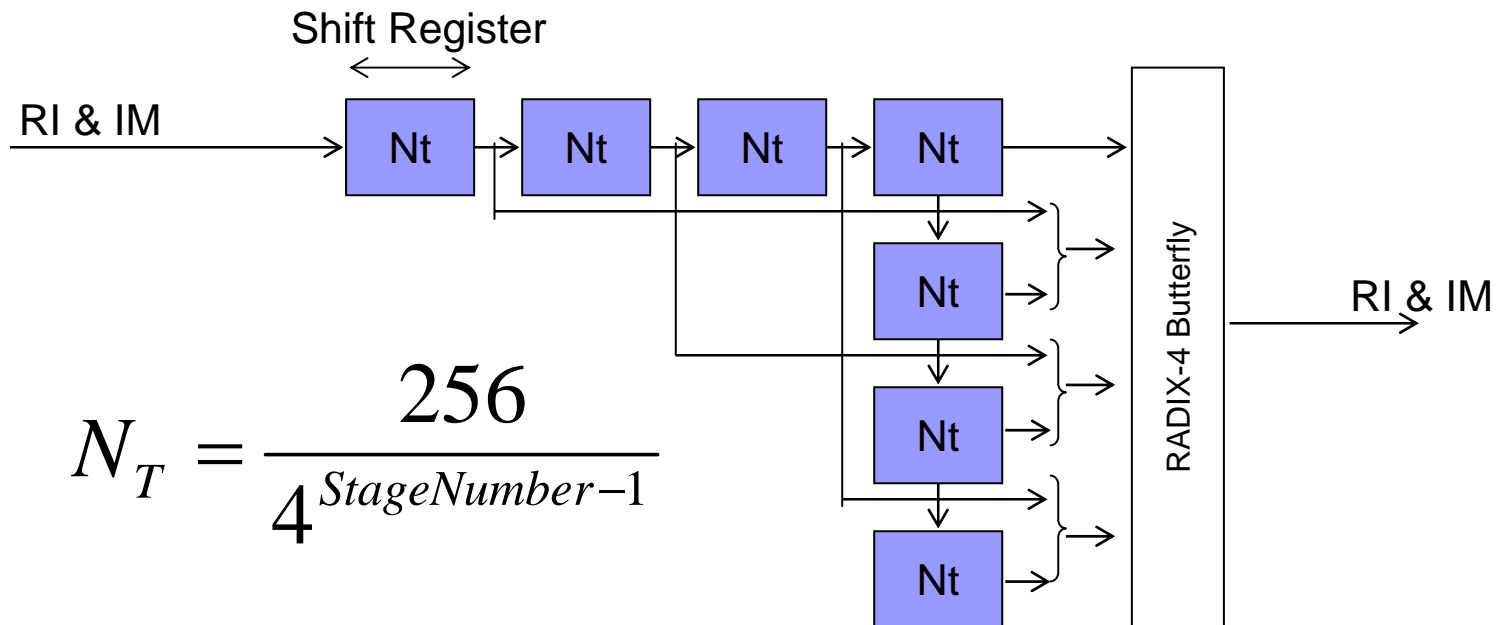 Shift Register
RI & IM
Nt
Nt
Nt
Nt
Nt
Nt
Nt
RADIX-4 Butterfly
RI & IM
N_T = 256 / 4^{StageNumber-1}